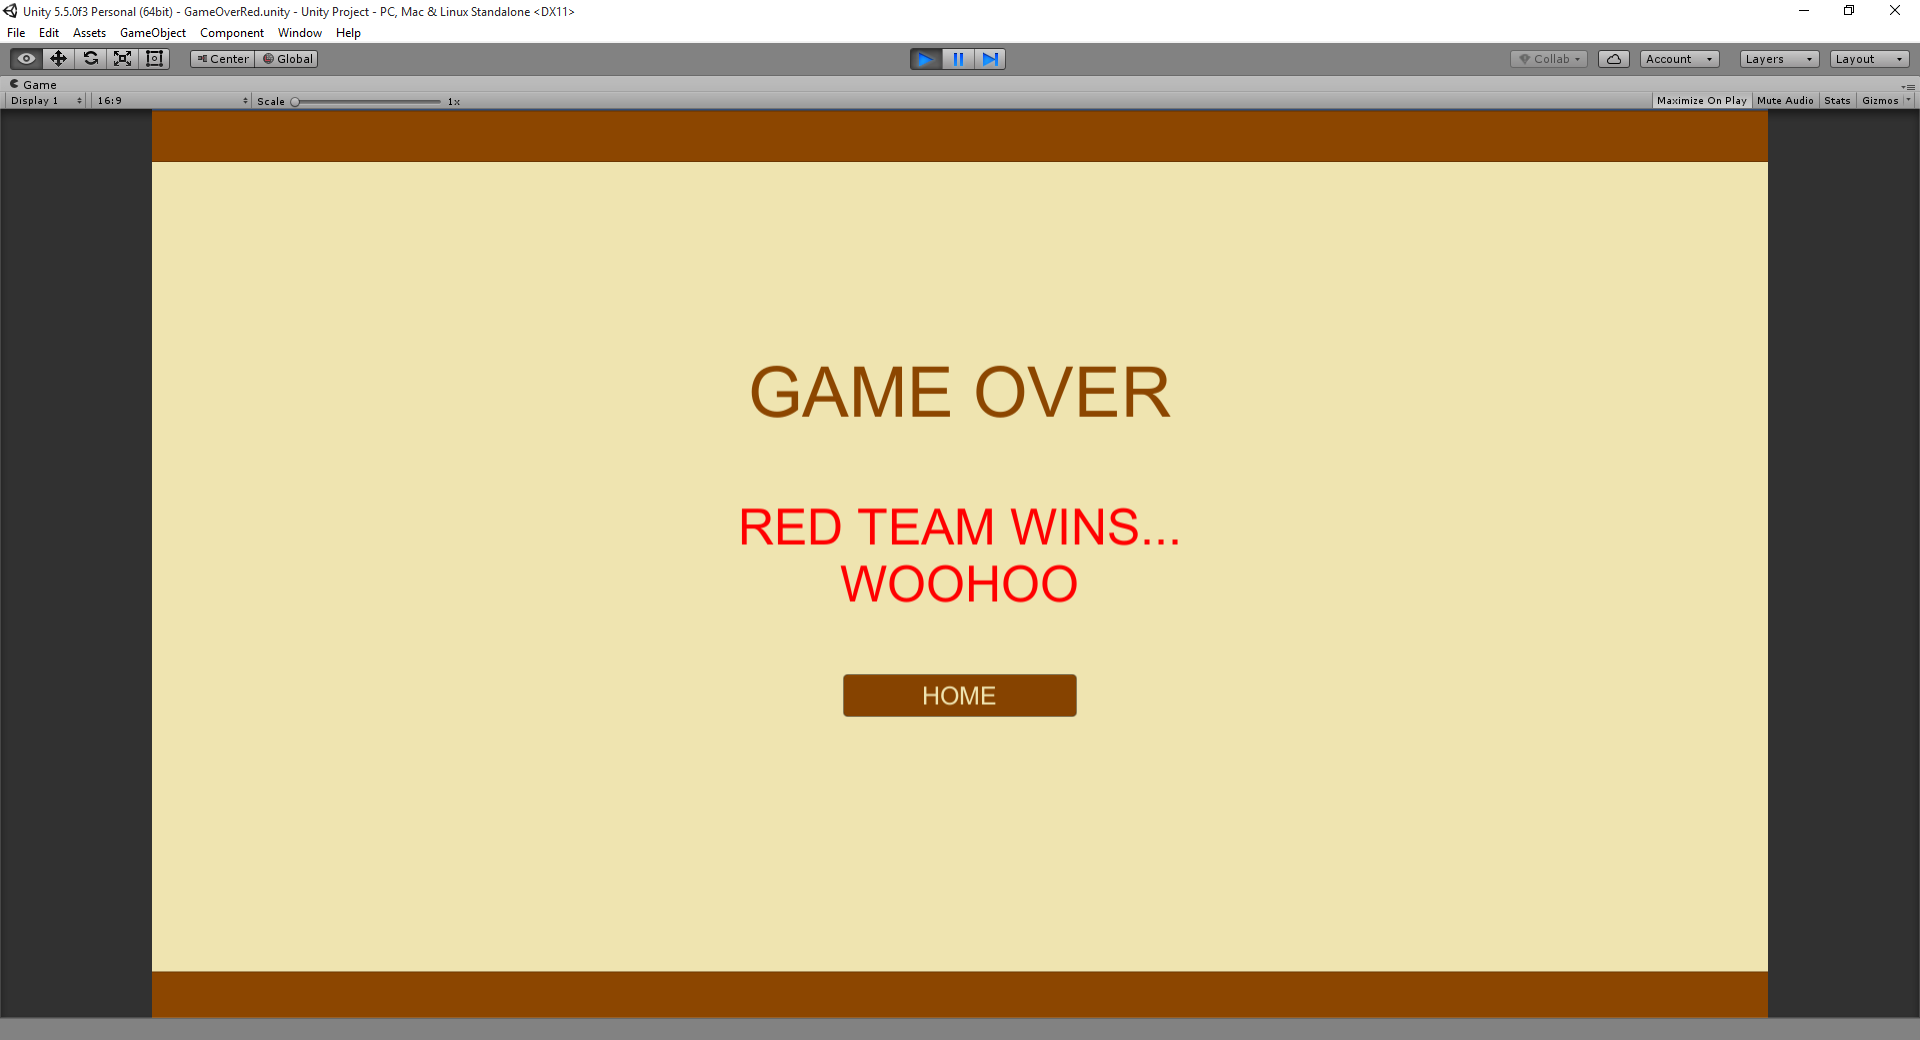 Unity 5.5.0f3 Personal (64bit) - GameOverRed.unity - Unity Project - PC, Mac & Linux Standalone <DX11>
File Edit Assets GameObject Component Window Help
Center Global Collab Account Layers Layout
Game
Display 1 16:9 Scale 1x Maximize On Play Mute Audio Stats Gizmos
GAME OVER
RED TEAM WINS...
WOOHOO
HOME